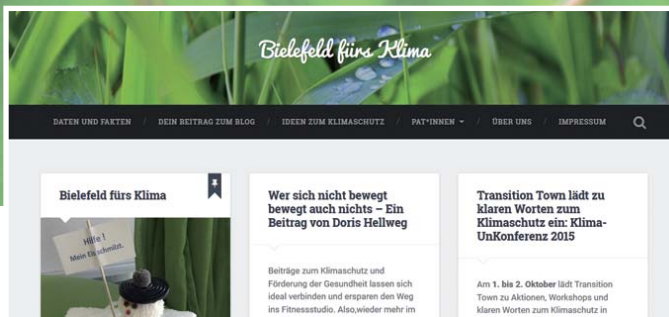 Bielefeld fürs Klima
DATEN UND FAKTEN / DEIN BEITRAG ZUM BLOG / IDEEN ZUM KLIMASCHUTZ / PAT*INNEN / ÜBER UNS / IMPRESSUM
Bielefeld fürs Klima
Hilfe !
Mein Eis schmilzt.
Wer sich nicht bewegt
bewegt auch nichts – Ein
Beitrag von Doris Hellweg
Beiträge zum Klimaschutz und
Förderung der Gesundheit lassen sich
ideal verbinden und ersparen den Weg
ins Fitnessstudio. Also,wieder mehr im
Transition Town lädt zu
klaren Worten zum
Klimaschutz ein: Klima-
UnKonferenz 2015
Am 1. bis 2. Oktober lädt Transition
Town zu Aktionen, Workshops und
klaren Worten zum Klimaschutz in